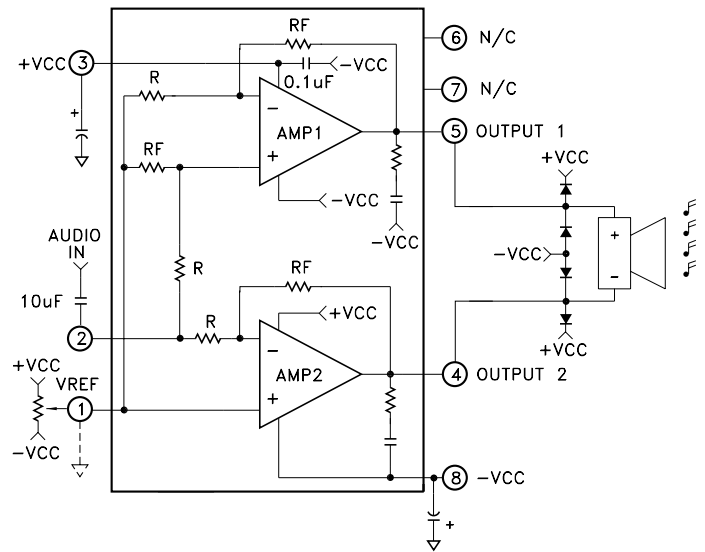 RF
6 N/C
+VCC 3
-VCC
0.1uF
R
7 N/C
+
-
AMP1
5 OUTPUT 1
RF
+
+VCC
-VCC
-VCC
AUDIO
IN
+
-VCC
R
RF
-
10uF
+VCC
R
2
-
+VCC
+VCC
AMP2
4 OUTPUT 2
VREF
1
+
-VCC
8 -VCC
+